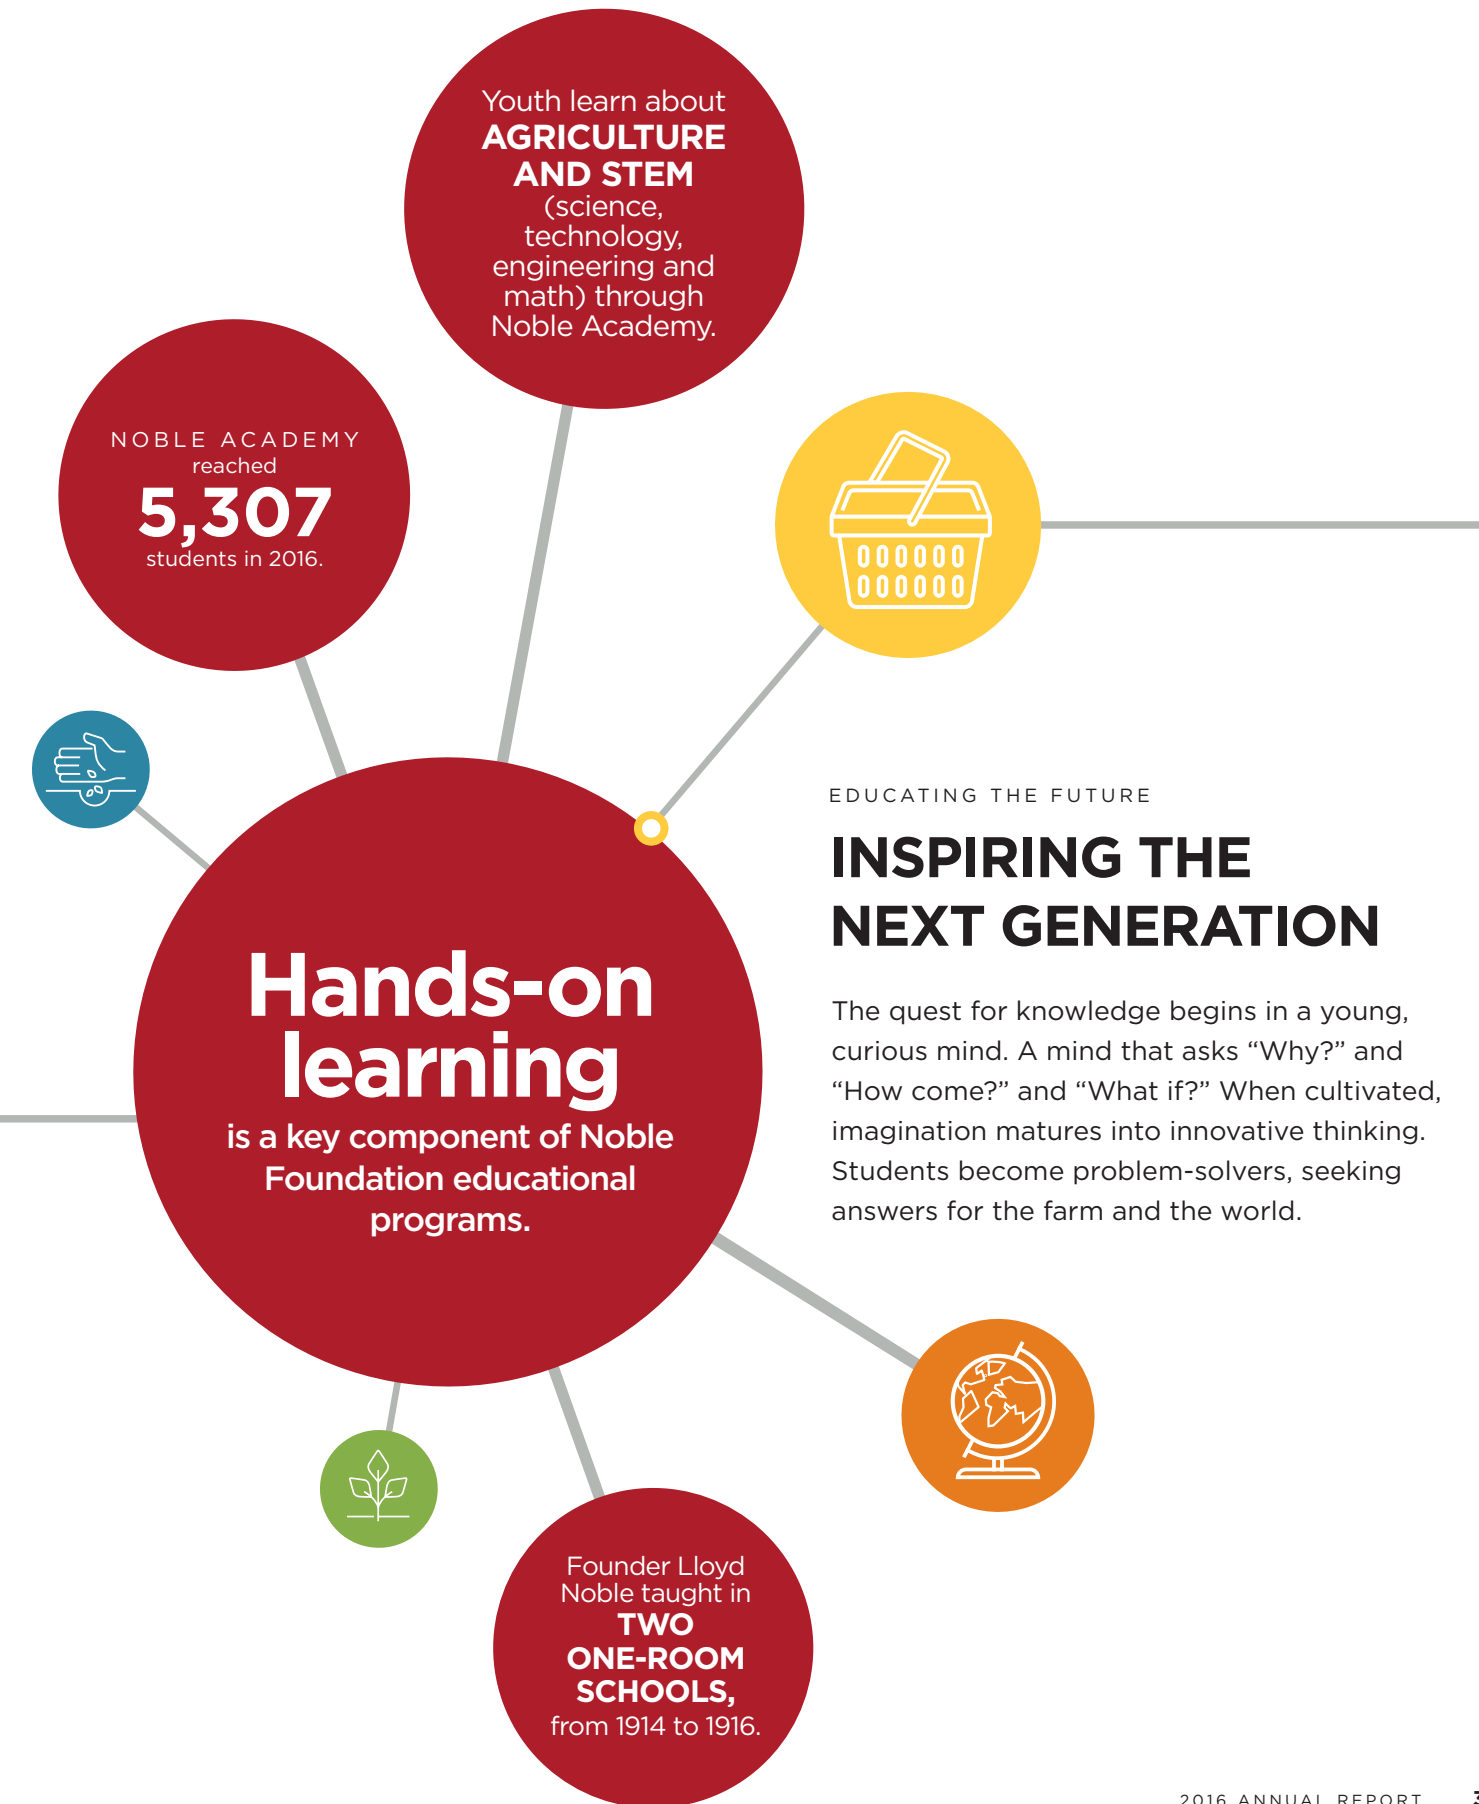 Youth learn about
AGRICULTURE
AND STEM
(science,
technology,
engineering and
math) through
Noble Academy.
NOBLE ACADEMY
reached
5,307
students in 2016.
EDUCATING THE FUTURE
INSPIRING THE
NEXT GENERATION
The quest for knowledge begins in a young,
curious mind. A mind that asks “Why?” and
“How come?” and “What if?” When cultivated,
imagination matures into innovative thinking.
Students become problem-solvers, seeking
answers for the farm and the world.
Hands-on
learning
is a key component of Noble
Foundation educational
programs.
Founder Lloyd
Noble taught in
TWO
ONE-ROOM
SCHOOLS,
from 1914 to 1916.
2016 ANNUAL REPORT